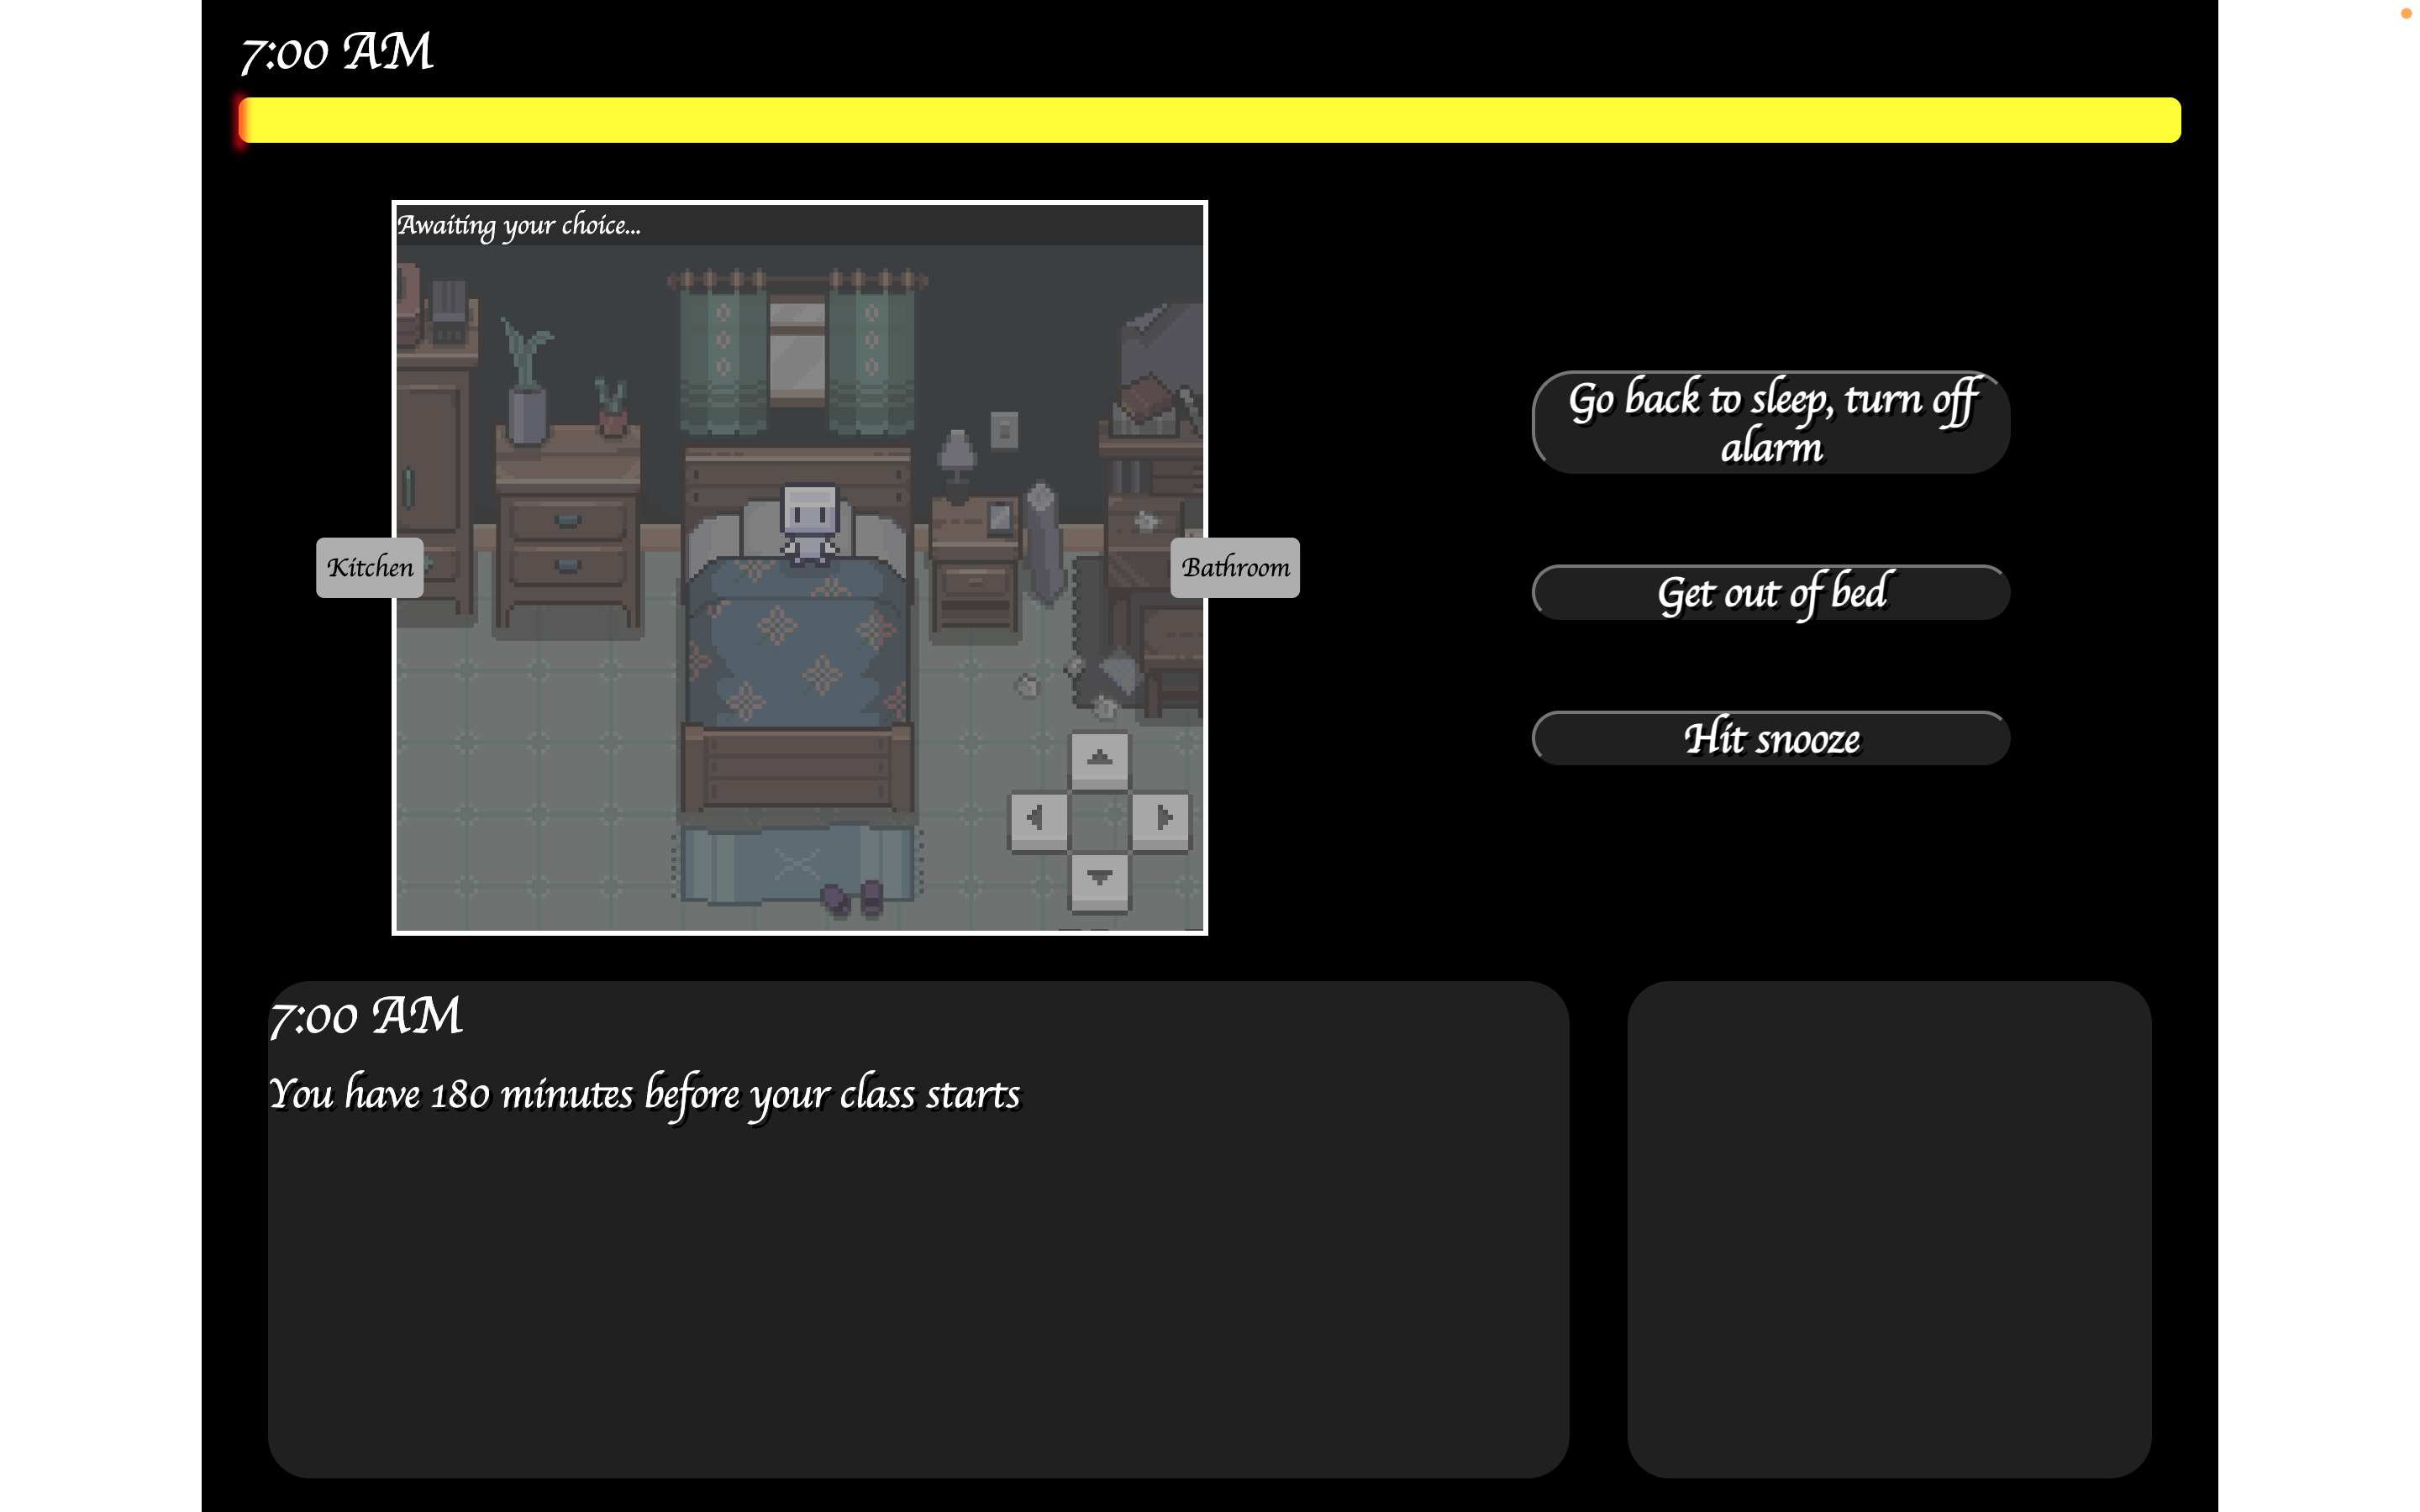 7:00 AM
Awaiting your choice...
Kitchen
Bathroom
Go back to sleep, turn off
alarm
Get out of bed
Hit snooze
7:00 AM
You have 180 minutes before your class starts